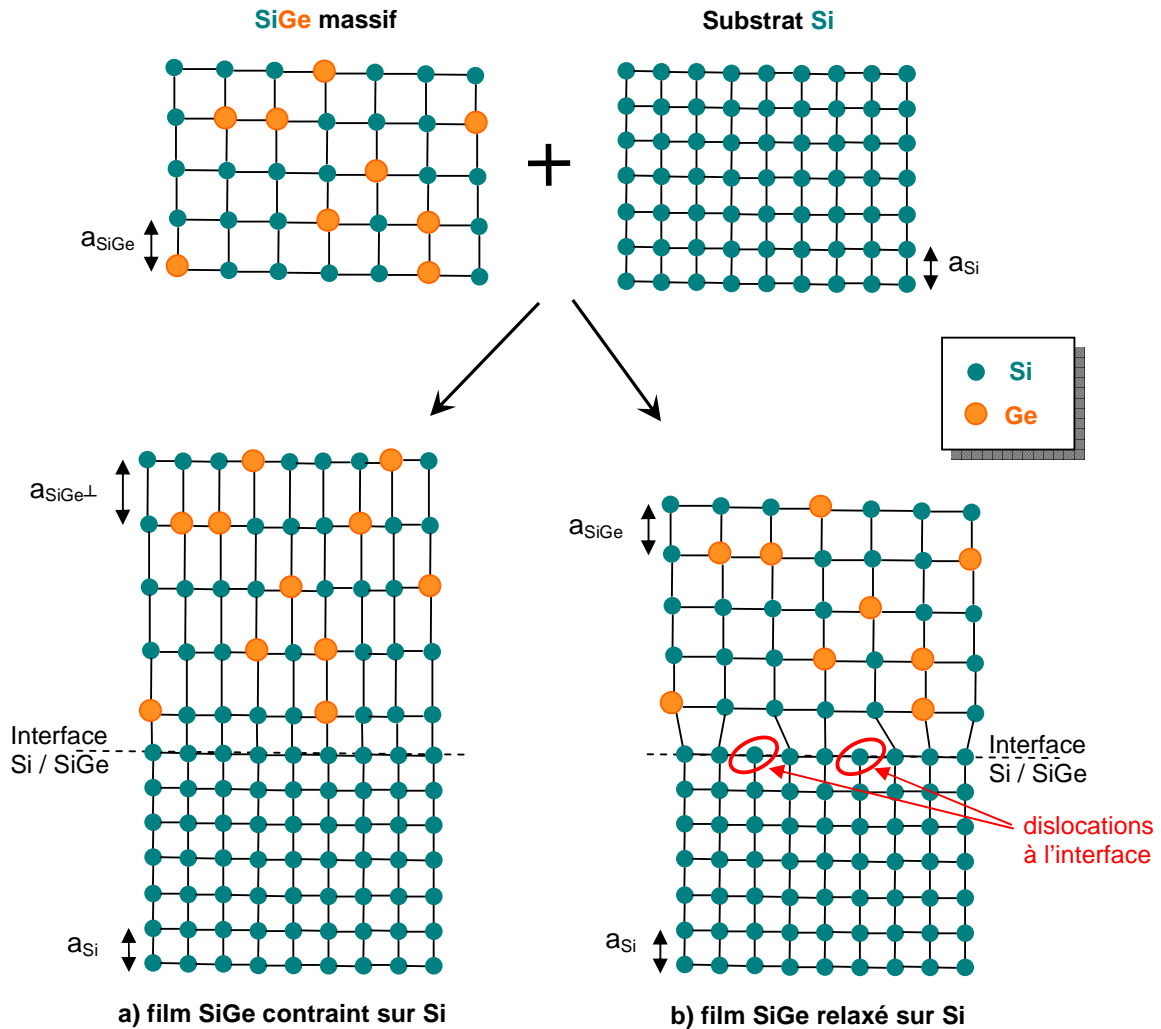 SiGe massif
Substrat Si
+
aSiGe
aSi
Si
Ge
aSiGe⊥
aSiGe
Interface
Si / SiGe
Interface
Si / SiGe
dislocations
à l'interface
aSi
aSi
a) film SiGe contraint sur Si
b) film SiGe relaxé sur Si